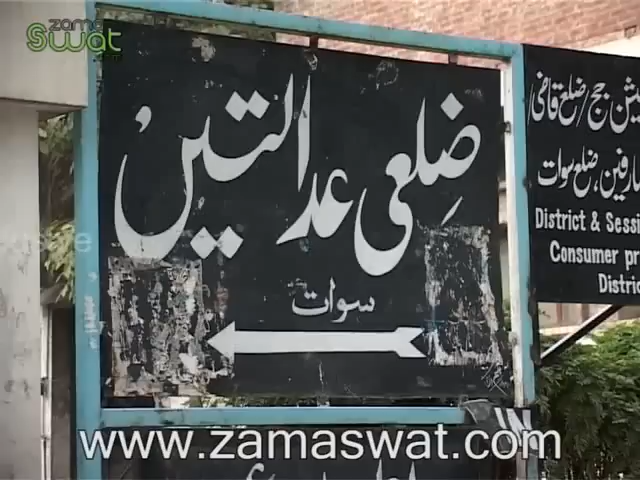 zama
Swat
ضلعی عدالتیں
سوات
سیشن جج/ضلع قاضی/
صارفین، ضلع سوات
District & Sessi
Consumer pr
Distric
www.zamaswat.com